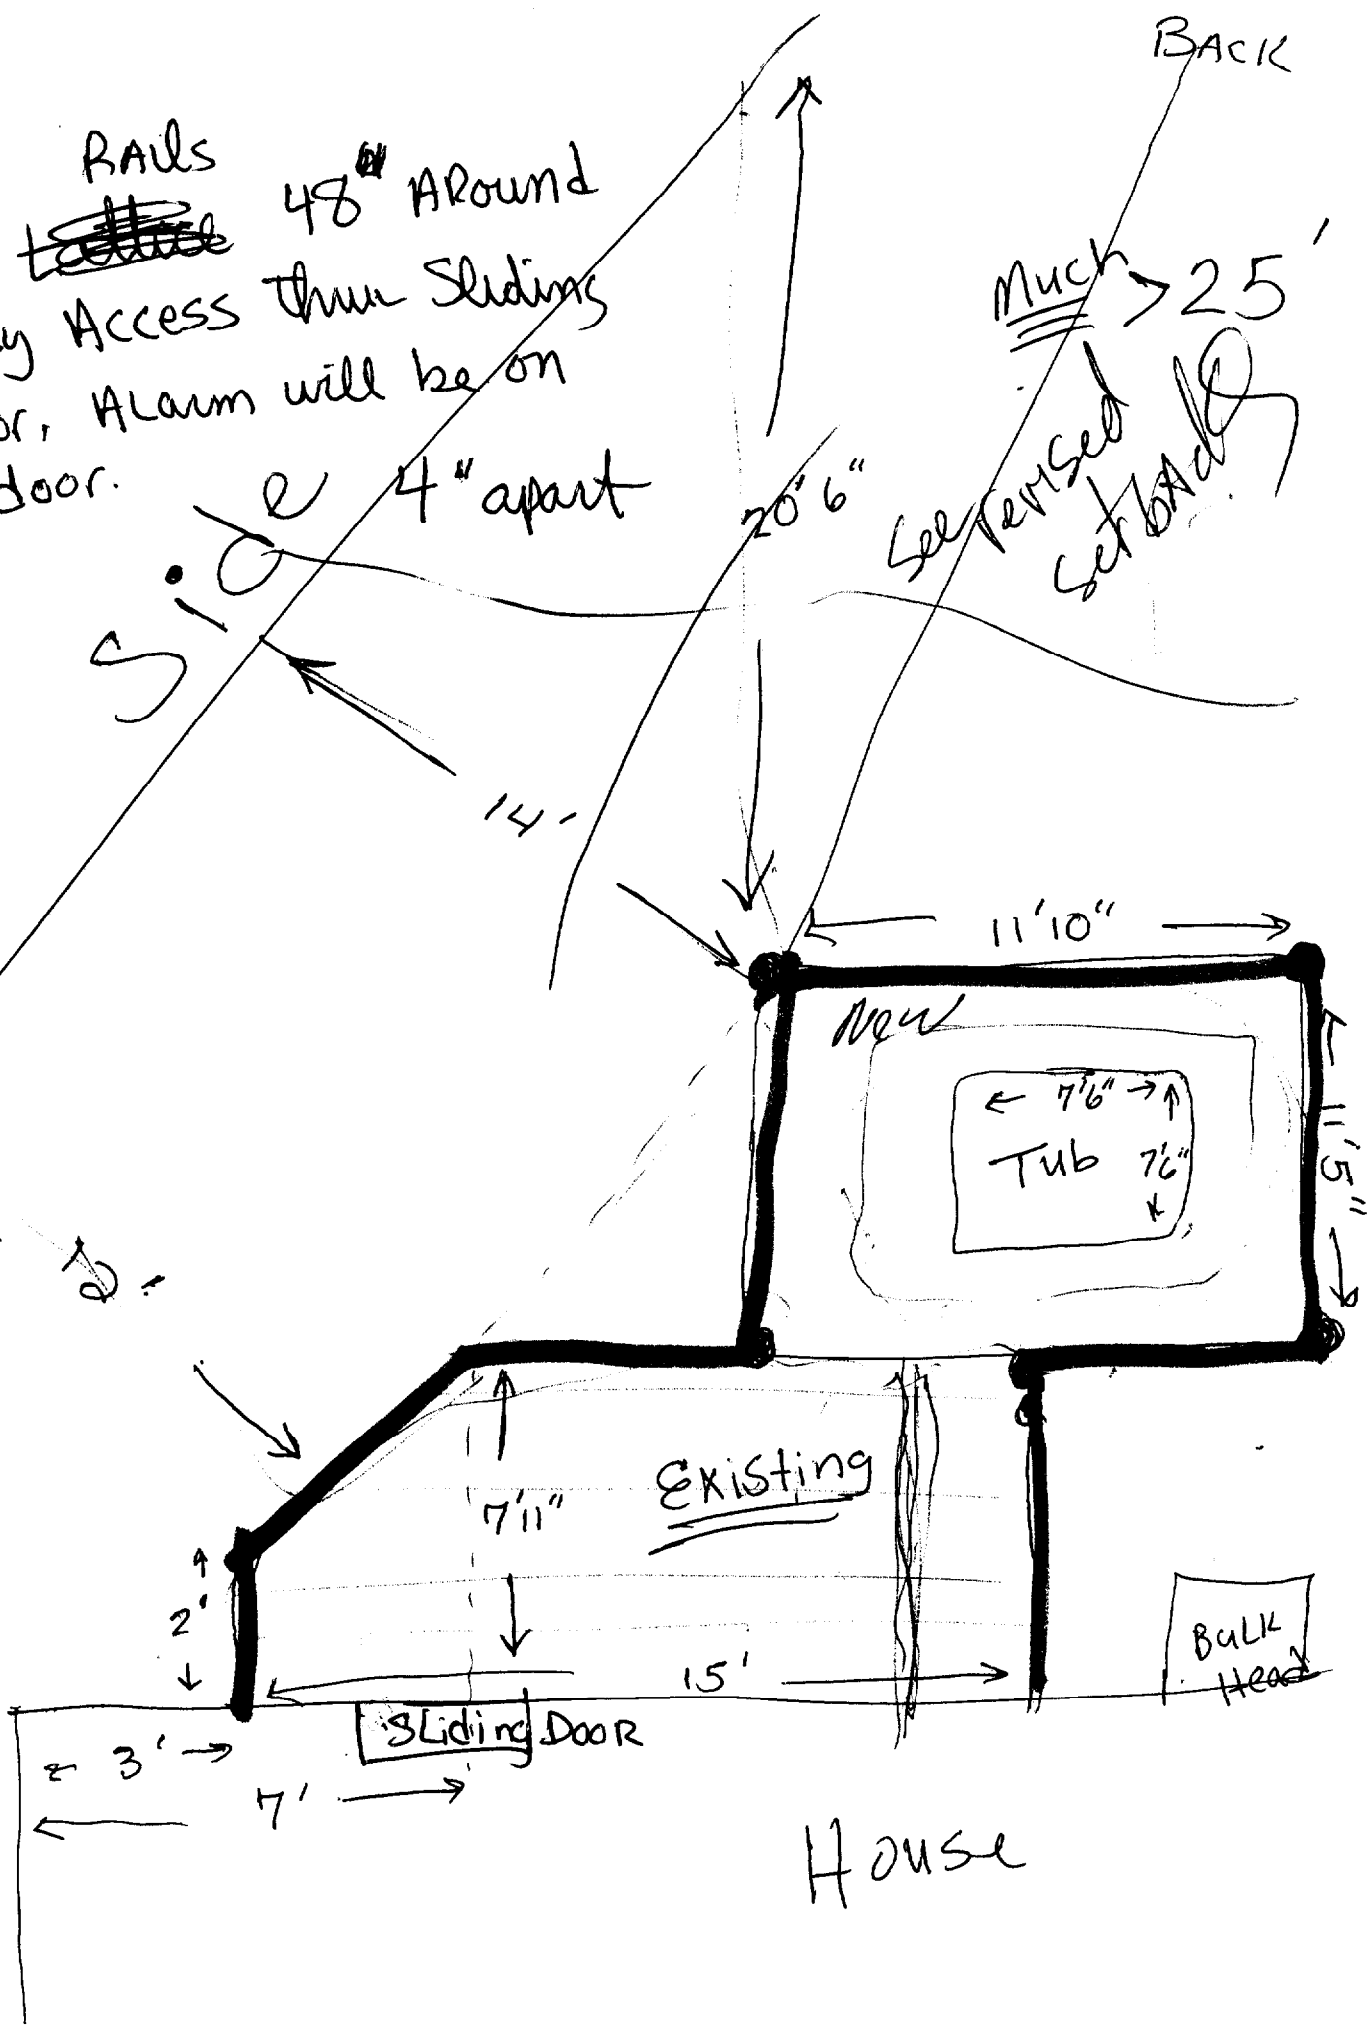 BACK
RAils
48" ARound
Access thru Sliding
Alarm will be on
door.
4" apart
Side
Much > 25'
See revised
setback
20'6"
14'
11'10"
New
7'6"
Tub
7'6"
11'5"
Existing
7'11"
2'
15'
Bulk
Head
Sliding DOOR
3'
7'
House